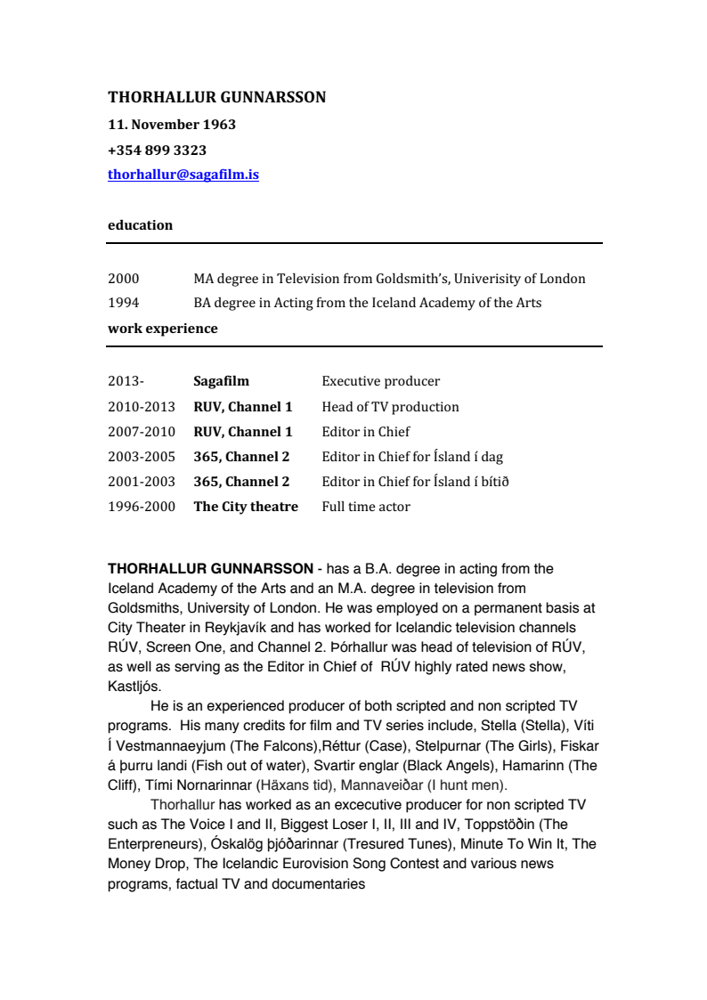 THORHALLUR GUNNARSSON
11. November 1963
+354 899 3323
thorhallur@sagafilm.is
education
2000 MA degree in Television from Goldsmith's, Univerisity of London
1994 BA degree in Acting from the Iceland Academy of the Arts
work experience
2013- Sagafilm Executive producer
2010-2013 RUV, Channel 1 Head of TV production
2007-2010 RUV, Channel 1 Editor in Chief
2003-2005 365, Channel 2 Editor in Chief for Ísland í dag
2001-2003 365, Channel 2 Editor in Chief for Ísland í bítið
1996-2000 The City theatre Full time actor
THORHALLUR GUNNARSSON - has a B.A. degree in acting from the
Iceland Academy of the Arts and an M.A. degree in television from
Goldsmiths, University of London. He was employed on a permanent basis at
City Theater in Reykjavík and has worked for Icelandic television channels
RÚV, Screen One, and Channel 2. Þórhallur was head of television of RÚV,
as well as serving as the Editor in Chief of  RÚV highly rated news show,
Kastljós.
He is an experienced producer of both scripted and non scripted TV
programs.  His many credits for film and TV series include, Stella (Stella), Víti
Í Vestmannaeyjum (The Falcons),Réttur (Case), Stelpurnar (The Girls), Fiskar
á þurru landi (Fish out of water), Svartir englar (Black Angels), Hamarinn (The
Cliff), Tími Nornarinnar (Häxans tid), Mannaveiðar (I hunt men).
Thorhallur has worked as an excecutive producer for non scripted TV
such as The Voice I and II, Biggest Loser I, II, III and IV, Toppstöðin (The
Enterpreneurs), Óskalög þjóðarinnar (Tresured Tunes), Minute To Win It, The
Money Drop, The Icelandic Eurovision Song Contest and various news
programs, factual TV and documentaries